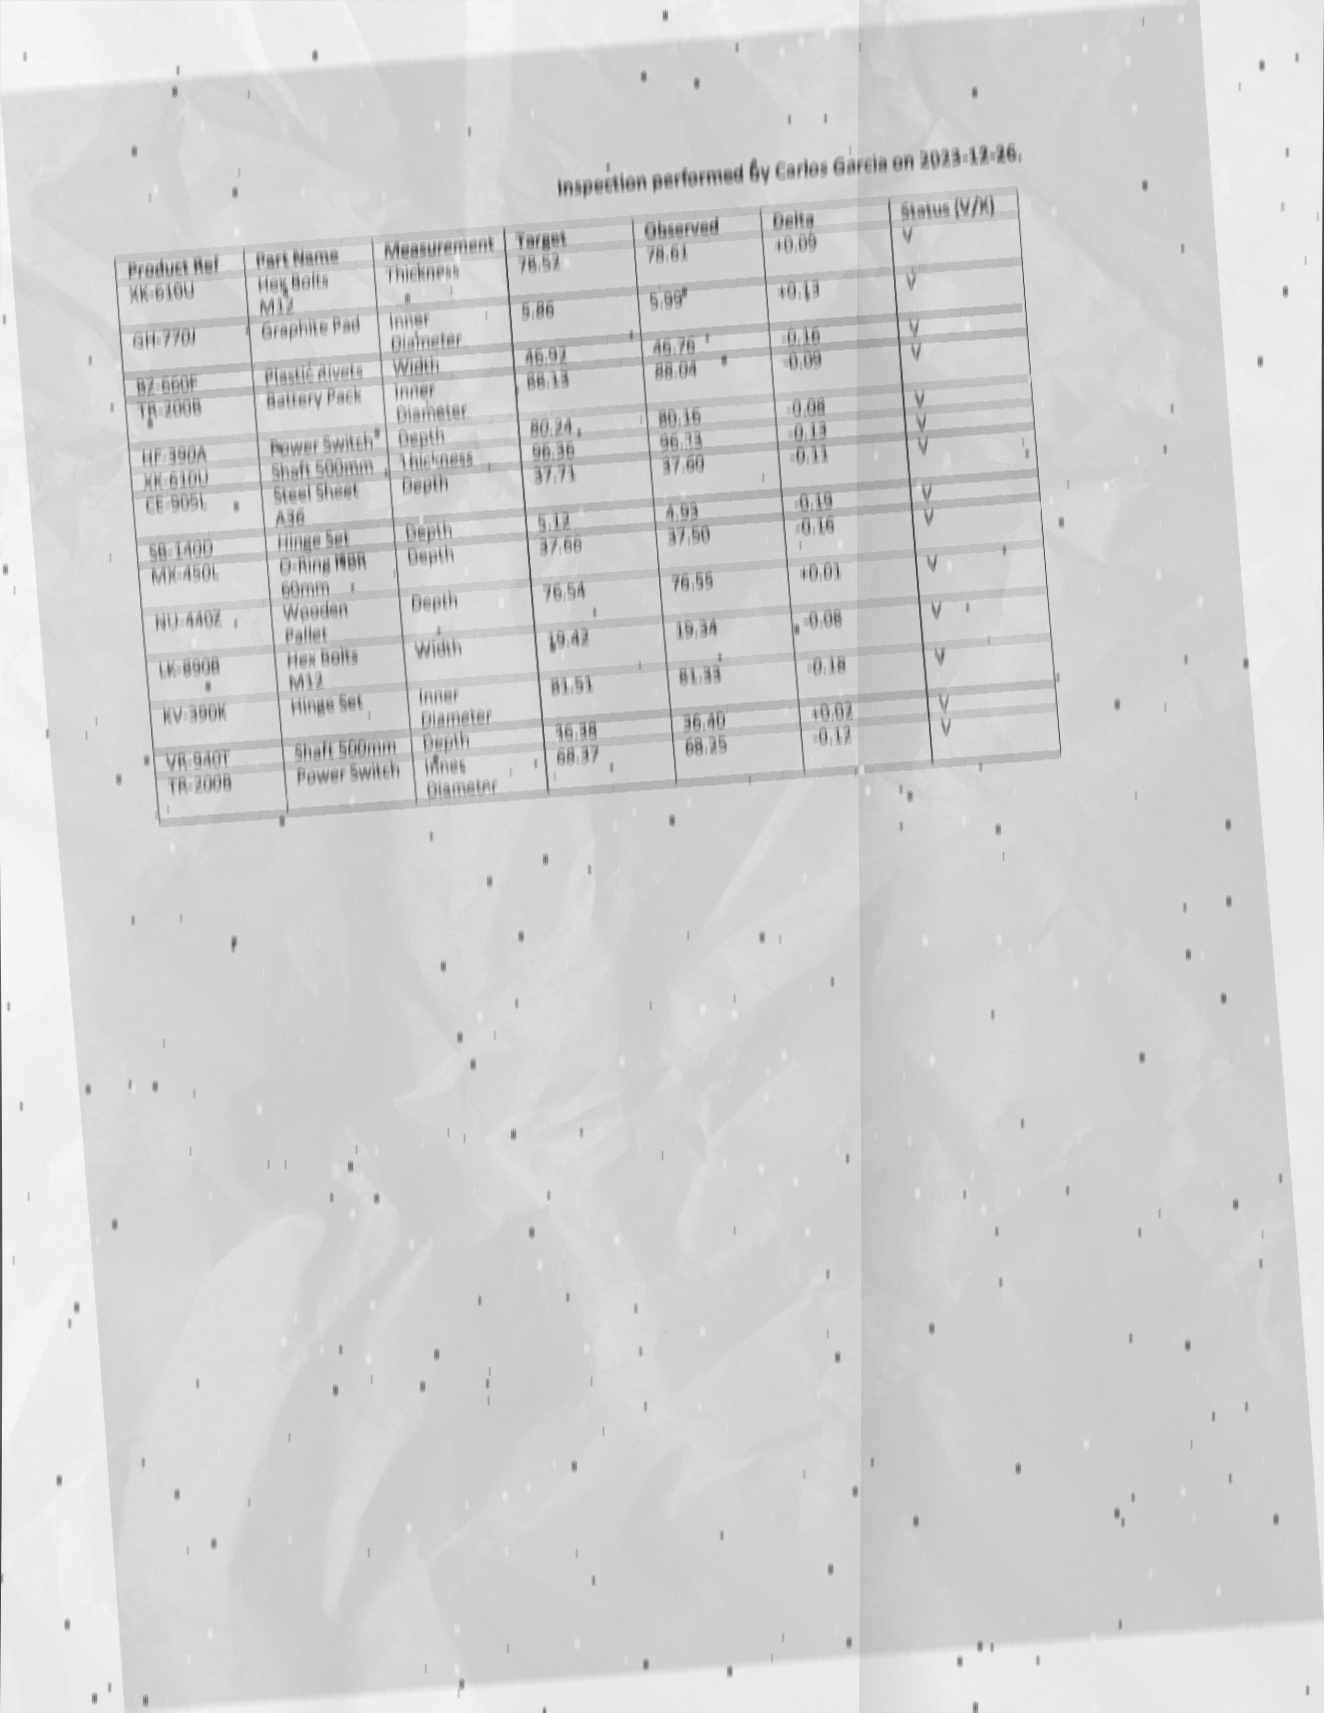 Inspection performed by Carlos Garcia on 2023-12-26.
Product Ref Part Name Measurement Target Observed Delta Status (V/X)
XK-610U Hex Bolts M12 Thickness 78.52 78.61 +0.09 V
GH-770J Graphite Pad Inner Diameter 5.86 5.99 +0.13 V
BZ-660F Plastic Rivets Width 46.92 46.76 -0.16 V
TR-200B Battery Pack Inner Diameter 88.13 88.04 -0.09 V
HF-390A Power Switch Depth 80.24 80.16 -0.08 V
XK-610U Shaft 500mm Thickness 96.36 96.23 -0.13 V
CE-905L Steel Sheet A36 Depth 37.71 37.60 -0.11 V
SB-140D Hinge Set Depth 5.12 4.93 -0.19 V
MX-450L O-Ring NBR 60mm Depth 37.66 37.50 -0.16 V
NU-440Z Wooden Pallet Depth 76.54 76.55 +0.01 V
LK-890B Hex Bolts M12 Width 19.42 19.34 -0.08 V
KV-390K Hinge Set Inner Diameter 81.51 81.33 -0.18 V
VR-940T Shaft 500mm Depth 36.38 36.40 +0.02 V
TR-200B Power Switch Inner Diameter 68.37 68.25 -0.12 V